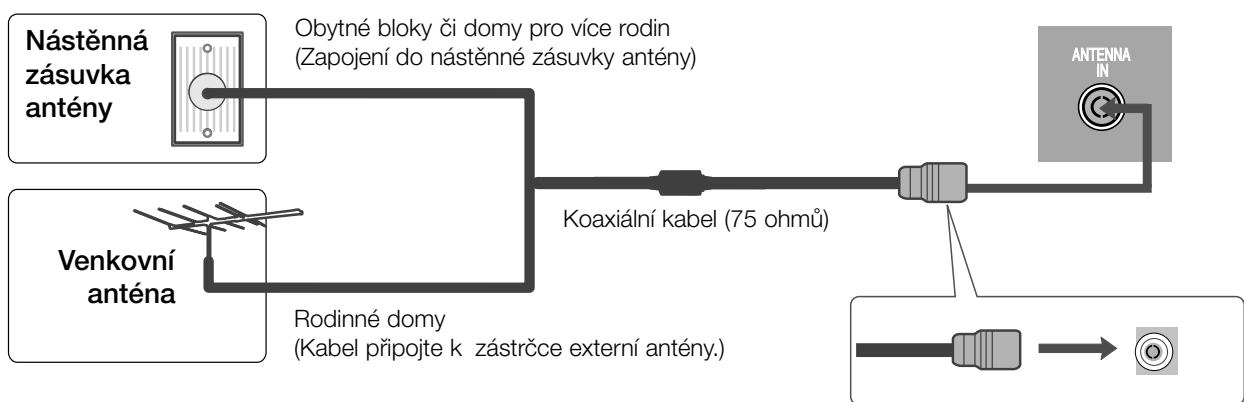 Nástěnná
zásuvka
antény
Obytné bloky či domy pro více rodin
(Zapojení do nástěnné zásuvky antény)
ANTENNA
IN
Koaxiální kabel (75 ohmů)
Venkovní
anténa
Rodinné domy
(Kabel připojte k zástrčce externí antény.)